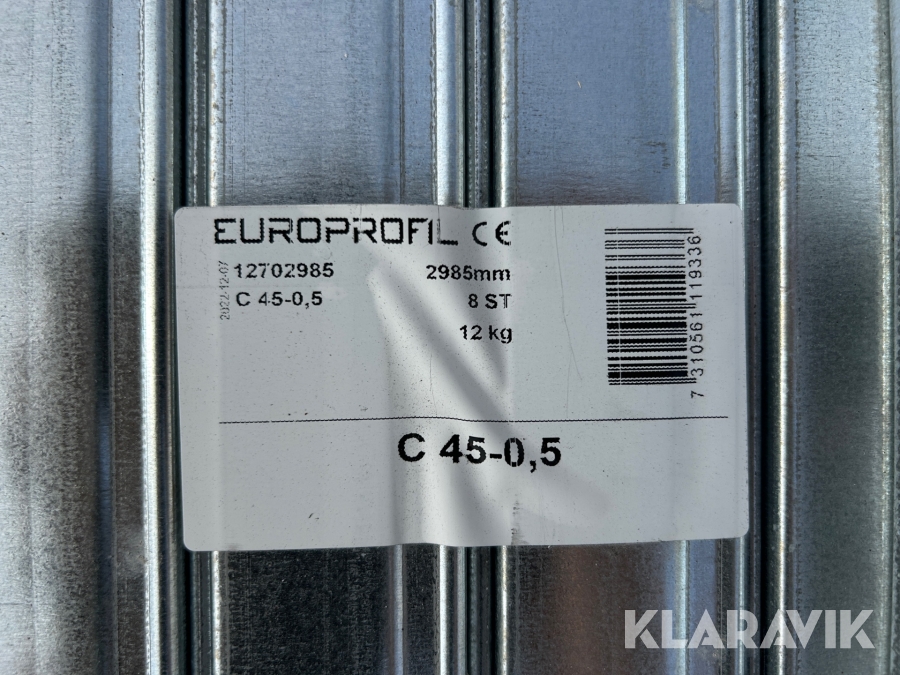 EUROPROFIL CE
2022-12-07
12702985 2985mm
C 45-0,5 8 ST
12 kg
7 310561 119336
C 45-0,5
KLARAVIK